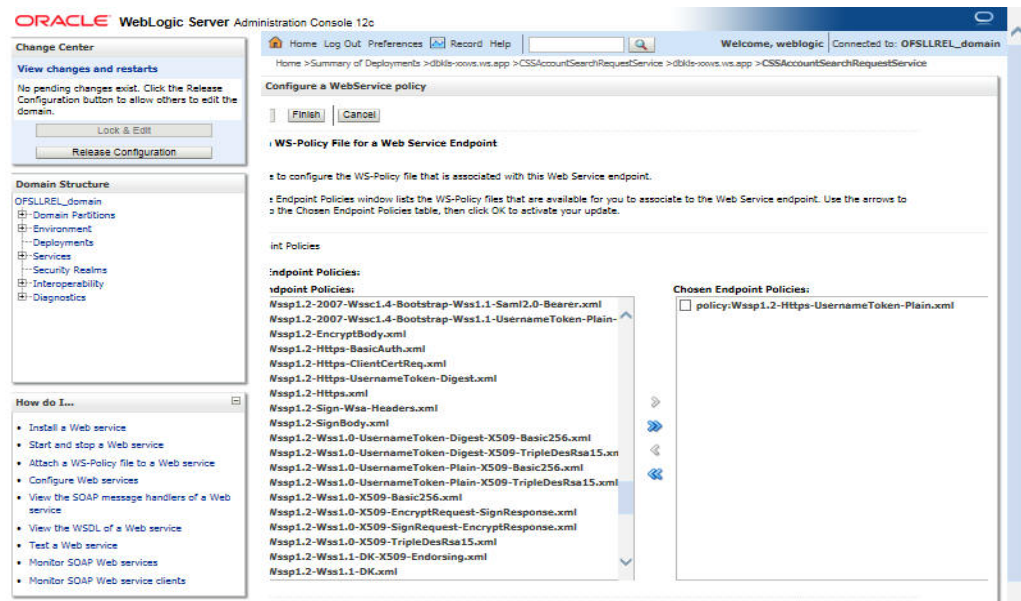 ORACLE WebLogic Server Administration Console 12c
Change Center
View changes and restarts
No pending changes exist. Click the Release
Configuration button to allow others to edit the
domain.
Lock & Edit
Release Configuration
Domain Structure
OFSLLREL_domain
Domain Partitions
Environment
Deployments
Services
Security Realms
Interoperability
Diagnostics
How do I...
Install a Web service
Start and stop a Web service
Attach a WS-Policy file to a Web service
Configure Web services
View the SOAP message handlers of a Web
service
View the WSDL of a Web service
Test a Web service
Monitor SOAP Web services
Monitor SOAP Web service clients
Home Log Out Preferences Record Help
Welcome, weblogic Connected to: OFSLLREL_domain
Home >Summary of Deployments >dbkls-xxws.ws.app >CSSAccountSearchRequestService >dbkls-xxws.ws.app >CSSAccountSearchRequestService
Configure a WebService policy
Finish Cancel
WS-Policy File for a Web Service Endpoint
to configure the WS-Policy file that is associated with this Web Service endpoint.
Endpoint Policies window lists the WS-Policy files that are available for you to associate to the Web Service endpoint. Use the arrows to
the Chosen Endpoint Policies table, then click OK to activate your update.
int Policies
ndpoint Policies:
ndpoint Policies:
Wssp1.2-2007-Wssc1.4-Bootstrap-Wss1.1-Saml2.0-Bearer.xml
Wssp1.2-2007-Wssc1.4-Bootstrap-Wss1.1-UsernameToken-Plain-
Wssp1.2-EncryptBody.xml
Wssp1.2-Https-BasicAuth.xml
Wssp1.2-Https-ClientCertReq.xml
Wssp1.2-Https-UsernameToken-Digest.xml
Wssp1.2-Https.xml
Wssp1.2-Sign-Wsa-Headers.xml
Wssp1.2-SignBody.xml
Wssp1.2-Wss1.0-UsernameToken-Digest-X509-Basic256.xml
Wssp1.2-Wss1.0-UsernameToken-Digest-X509-TripleDesRsa15.xm
Wssp1.2-Wss1.0-UsernameToken-Plain-X509-Basic256.xml
Wssp1.2-Wss1.0-UsernameToken-Plain-X509-TripleDesRsa15.xml
Wssp1.2-Wss1.0-X509-Basic256.xml
Wssp1.2-Wss1.0-X509-EncryptRequest-SignResponse.xml
Wssp1.2-Wss1.0-X509-SignRequest-EncryptResponse.xml
Wssp1.2-Wss1.0-X509-TripleDesRsa15.xml
Wssp1.2-Wss1.1-DK-X509-Endorsing.xml
Wssp1.2-Wss1.1-DK.xml
Chosen Endpoint Policies:
policy:Wssp1.2-Https-UsernameToken-Plain.xml